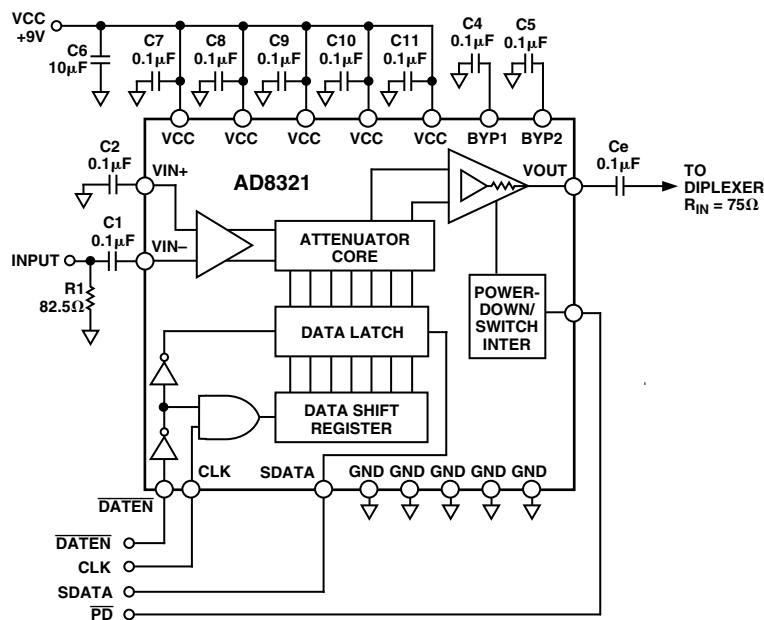 VCC
+9V
C6
10µF
C7
0.1µF
C8
0.1µF
C9
0.1µF
C10
0.1µF
C11
0.1µF
C4
0.1µF
C5
0.1µF
VCC
VCC
VCC
VCC
VCC
BYP1
BYP2
C2
0.1µF
VIN+
AD8321
VOUT
Ce
0.1µF
TO
DIPLEXER
R_IN = 75Ω
C1
0.1µF
INPUT
VIN–
R1
82.5Ω
ATTENUATOR
CORE
POWER-
DOWN/
SWITCH
INTER
DATA LATCH
DATA SHIFT
REGISTER
CLK
SDATA
GND
GND
GND
GND
GND
DATEN
DATEN
CLK
SDATA
PD